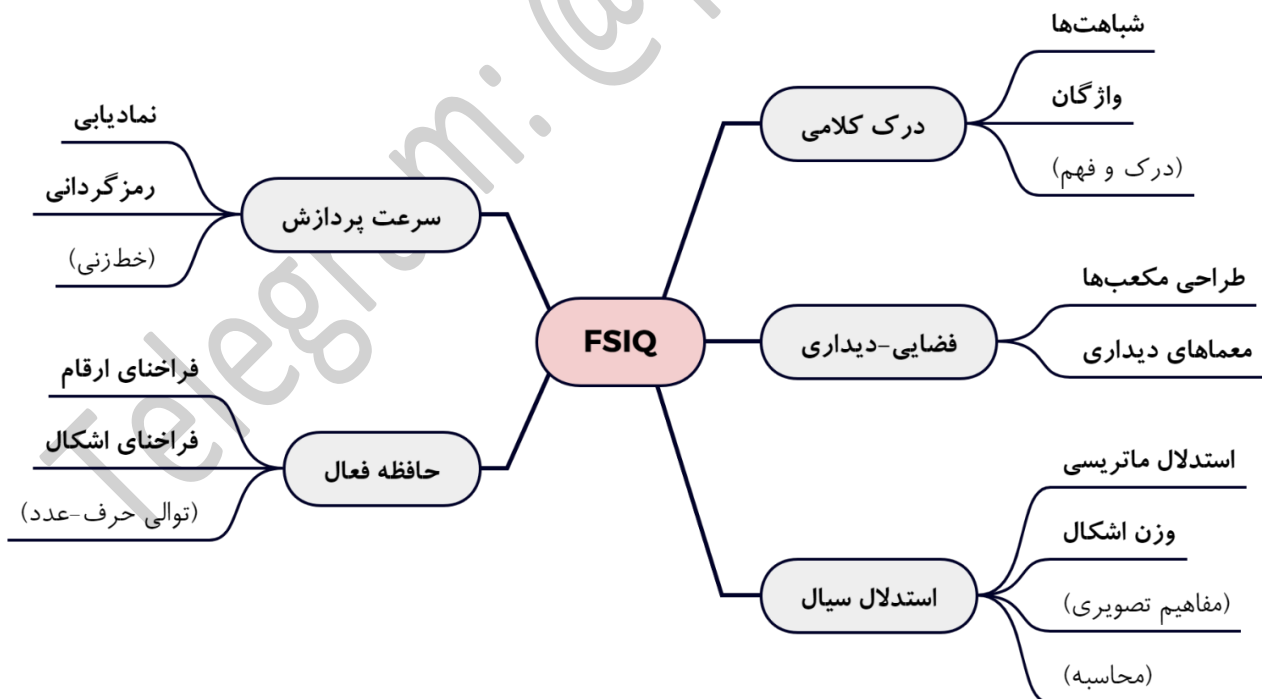 شباهت‌ها
واژگان
(درک و فهم)
درک کلامی
طراحی مکعب‌ها
معماهای دیداری
فضایی-دیداری
استدلال ماتریسی
وزن اشکال
(مفاهیم تصویری)
(محاسبه)
استدلال سیال
FSIQ
نمادیابی
رمزگردانی
(خط‌زنی)
سرعت پردازش
فراخنای ارقام
فراخنای اشکال
(توالی حرف-عدد)
حافظه فعال
Telegram: @